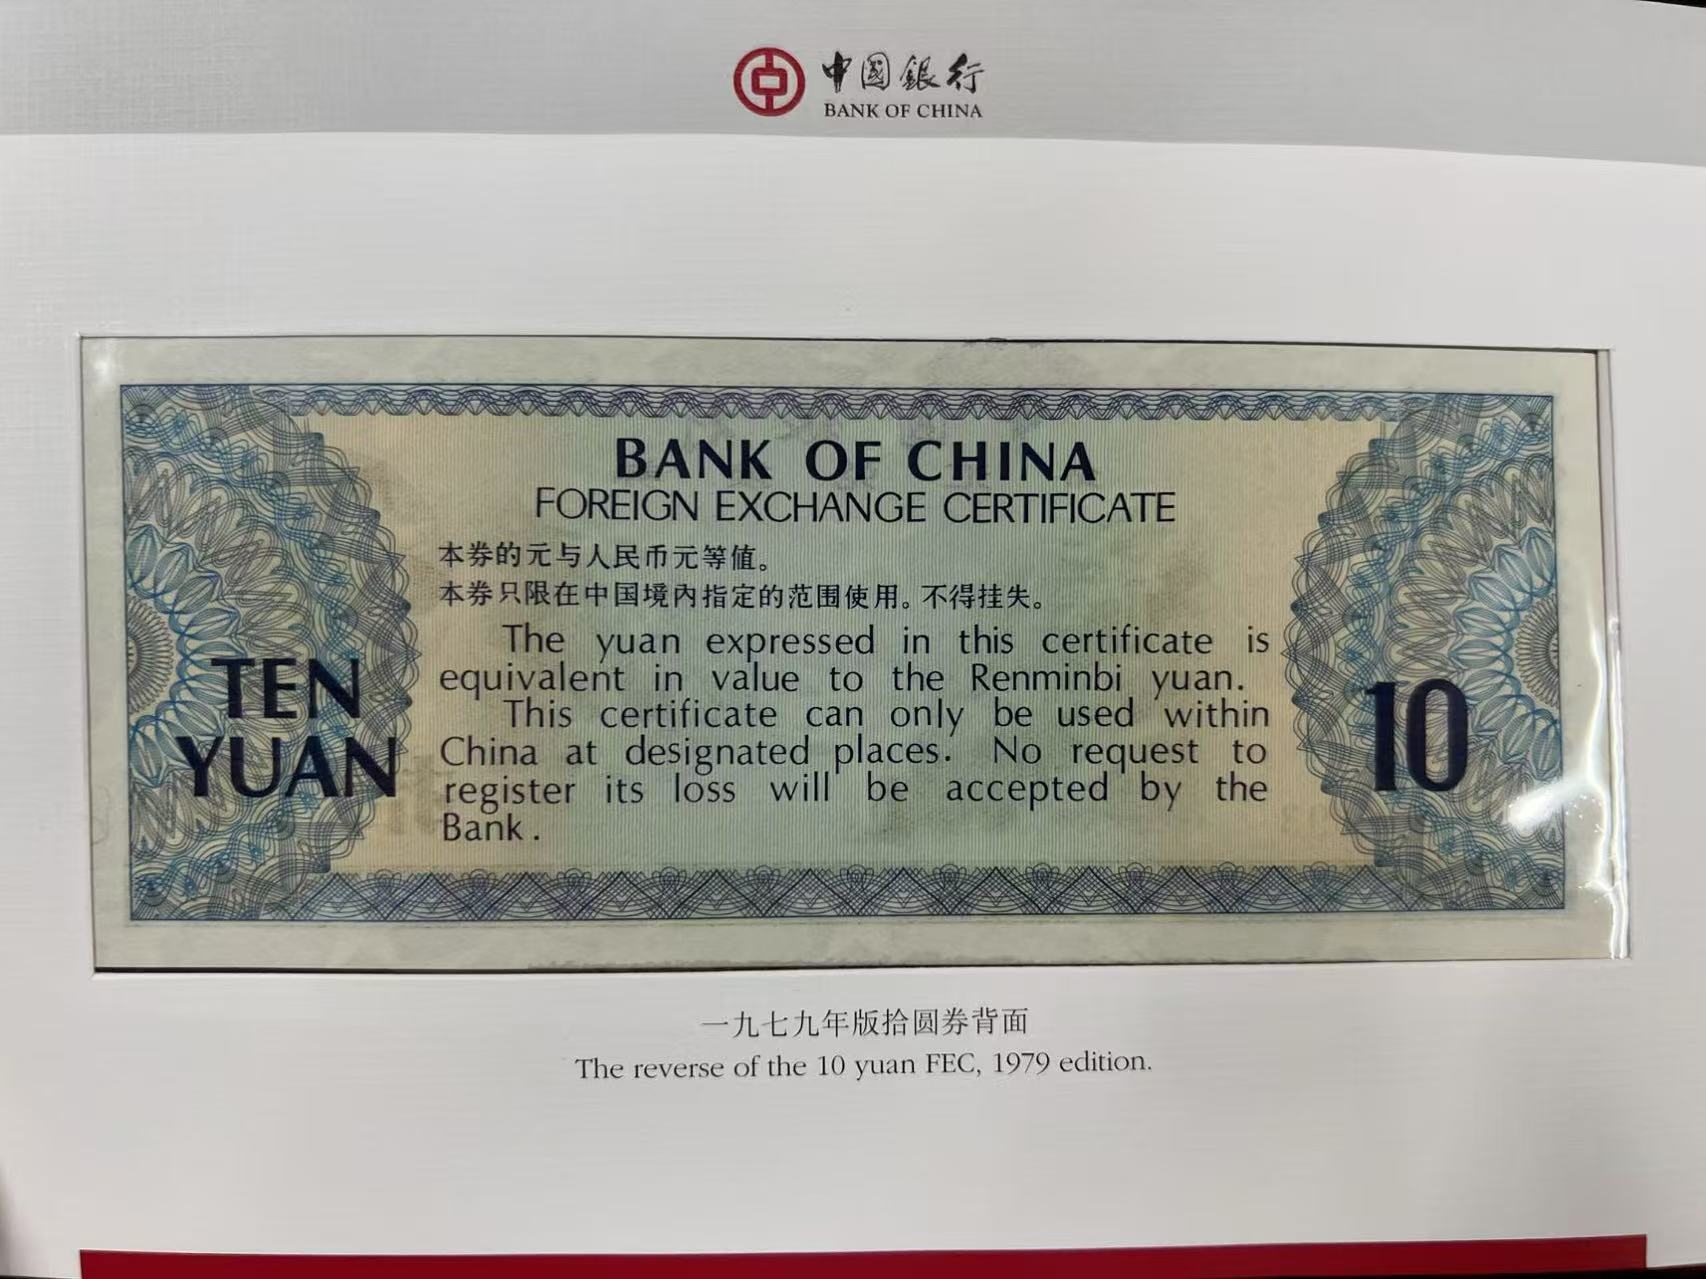 中國銀行
BANK OF CHINA
BANK OF CHINA
FOREIGN EXCHANGE CERTIFICATE
本券的元与人民币元等值。
本券只限在中国境内指定的范围使用。不得挂失。
The yuan expressed in this certificate is
equivalent in value to the Renminbi yuan.
This certificate can only be used within
China at designated places. No request to
register its loss will be accepted by the
Bank.
TEN
YUAN
10
一九七九年版拾圆券背面
The reverse of the 10 yuan FEC, 1979 edition.